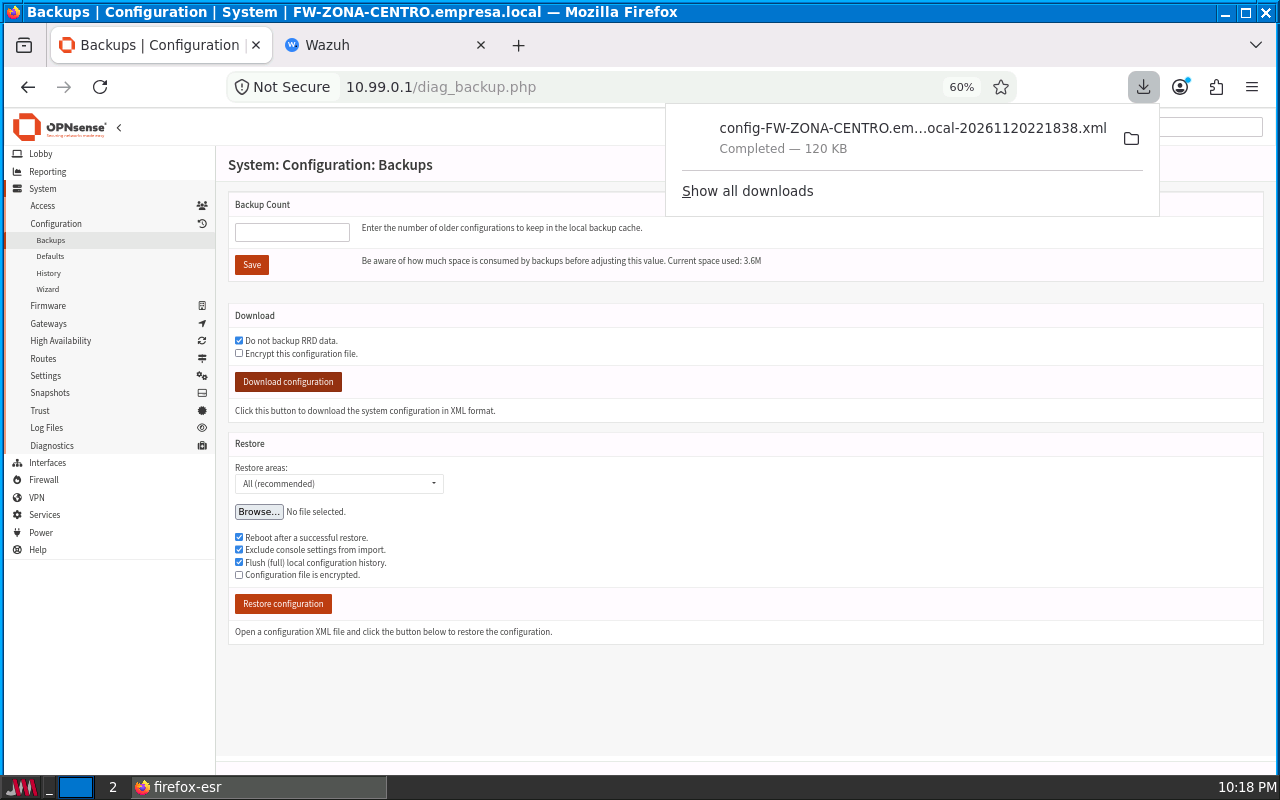 Backups | Configuration | System | FW-ZONA-CENTRO.empresa.local — Mozilla Firefox
Backups | Configuration |
Wazuh
Not Secure
10.99.0.1/diag_backup.php
60%
config-FW-ZONA-CENTRO.em...ocal-20261120221838.xml
Completed — 120 KB
Show all downloads
OPNsense
Securing networks made easy
Lobby
Reporting
System
Access
Configuration
Backups
Defaults
History
Wizard
Firmware
Gateways
High Availability
Routes
Settings
Snapshots
Trust
Log Files
Diagnostics
Interfaces
Firewall
VPN
Services
Power
Help
System: Configuration: Backups
Backup Count
Enter the number of older configurations to keep in the local backup cache.
Save
Be aware of how much space is consumed by backups before adjusting this value. Current space used: 3.6M
Download
Do not backup RRD data.
Encrypt this configuration file.
Download configuration
Click this button to download the system configuration in XML format.
Restore
Restore areas:
All (recommended)
Browse...
No file selected.
Reboot after a successful restore.
Exclude console settings from import.
Flush (full) local configuration history.
Configuration file is encrypted.
Restore configuration
Open a configuration XML file and click the button below to restore the configuration.
2
firefox-esr
10:18 PM